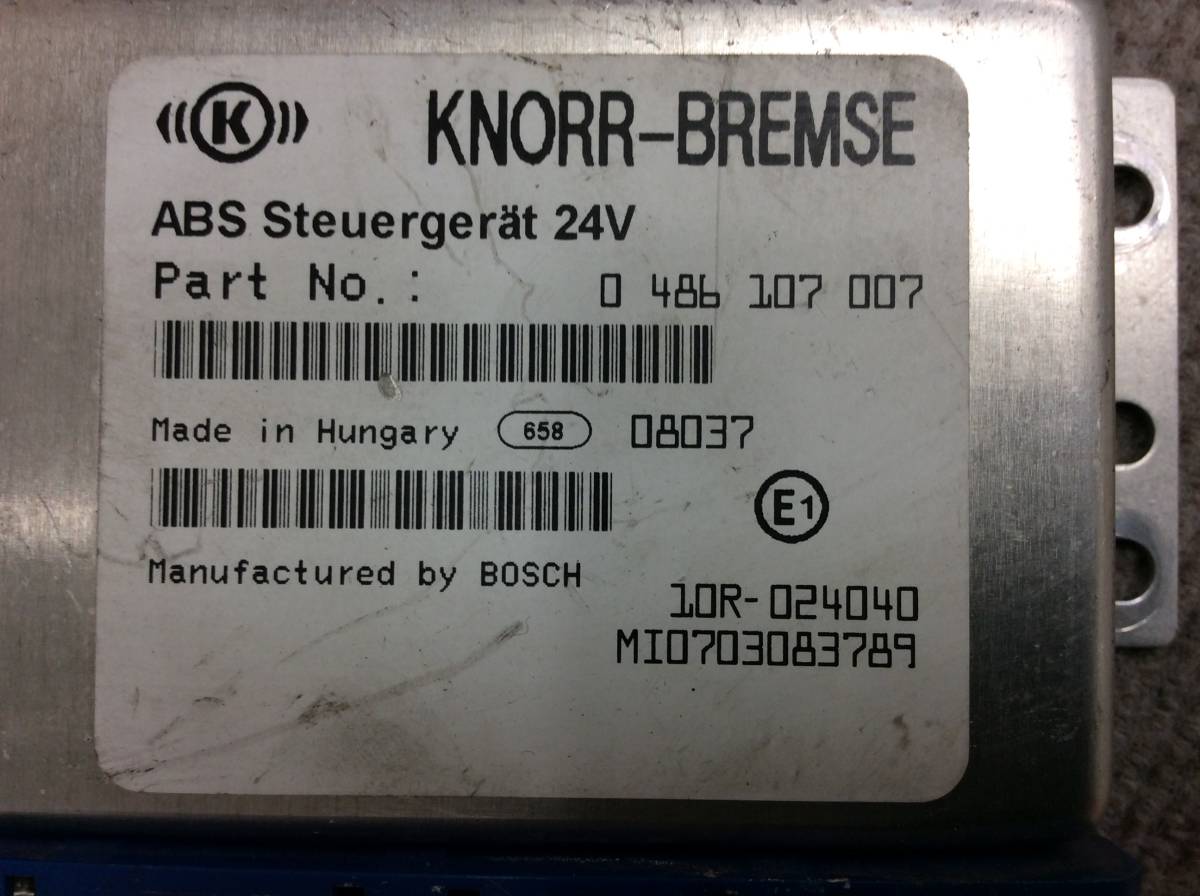 K KNORR-BREMSE
ABS Steuergerät 24V
Part No.: 0 486 107 007
Made in Hungary 658 08037
E1
Manufactured by BOSCH
10R-024040
MI0703083789